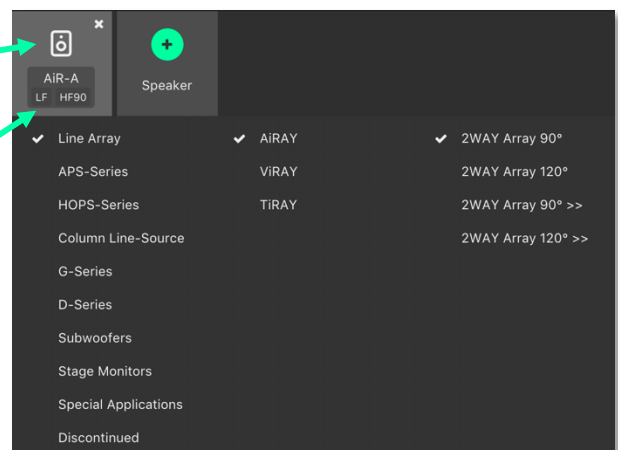 AiR-A
LF HF90
Speaker
Line Array AiRAY 2WAY Array 90°
APS-Series ViRAY 2WAY Array 120°
HOPS-Series TiRAY 2WAY Array 90° >>
Column Line-Source 2WAY Array 120° >>
G-Series
D-Series
Subwoofers
Stage Monitors
Special Applications
Discontinued